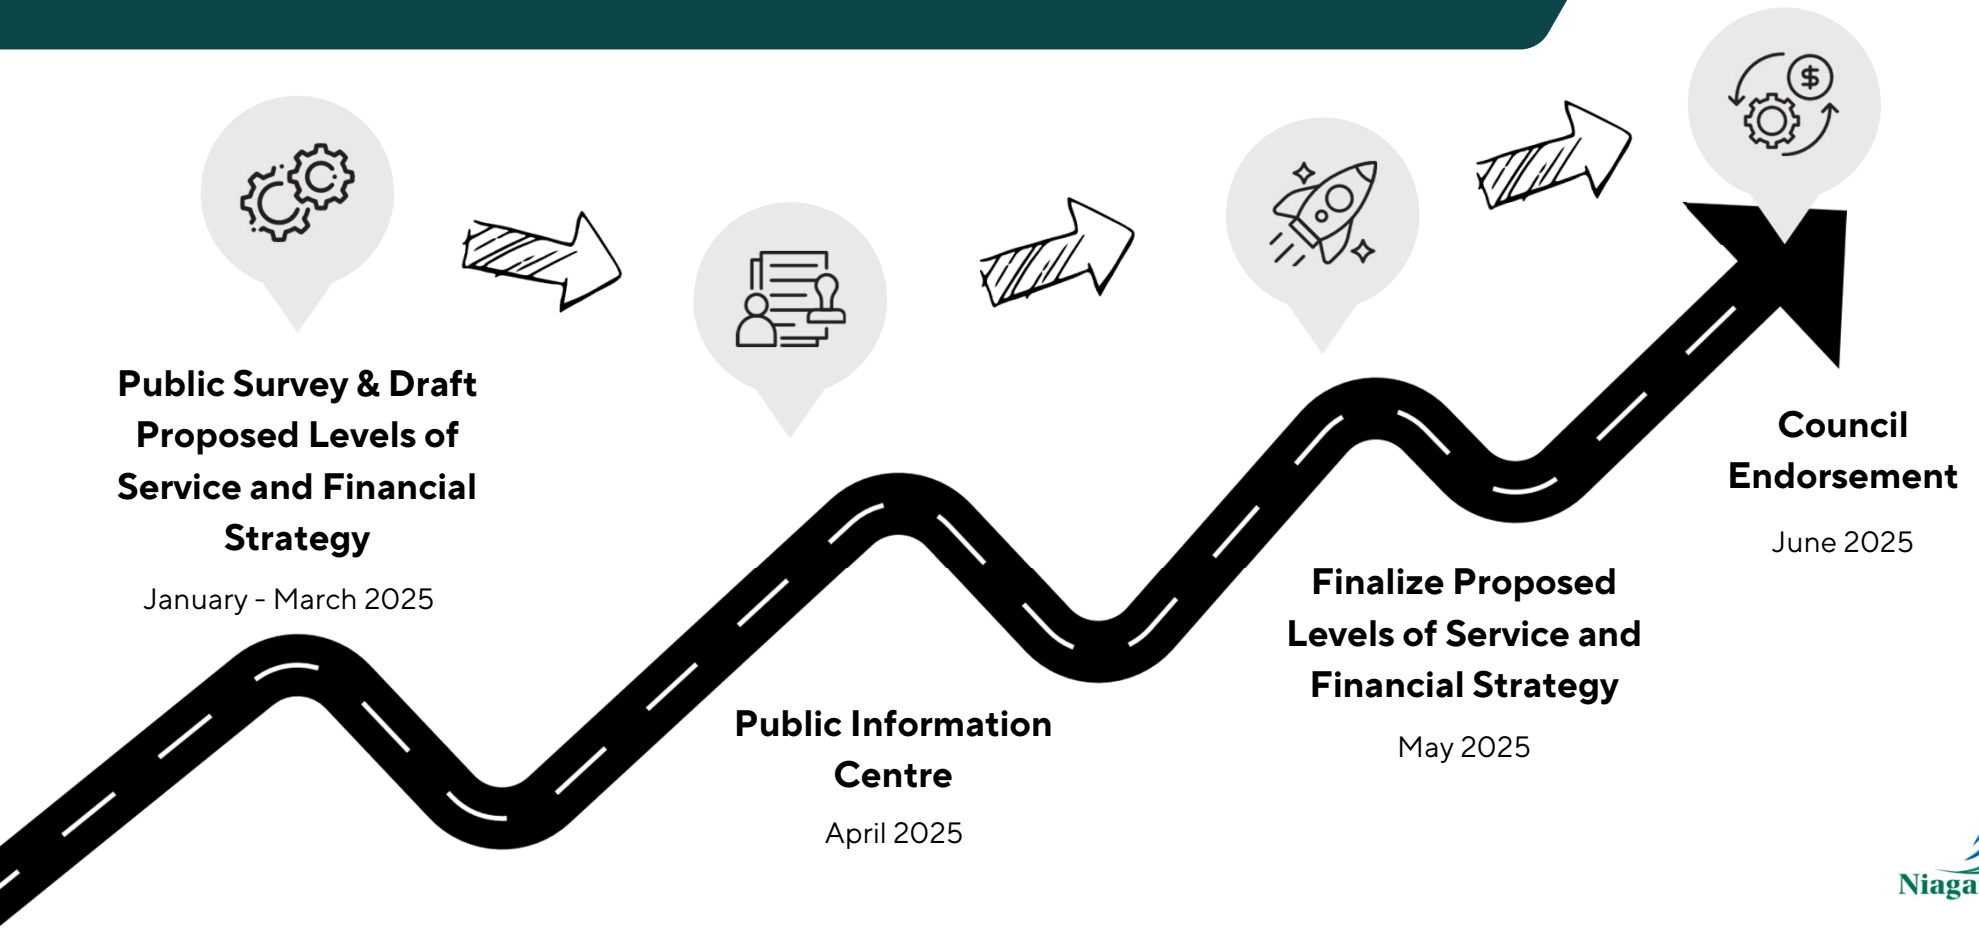 Public Survey & Draft
Proposed Levels of
Service and Financial
Strategy
January - March 2025
Public Information
Centre
April 2025
Finalize Proposed
Levels of Service and
Financial Strategy
May 2025
Council
Endorsement
June 2025
$
Niaga